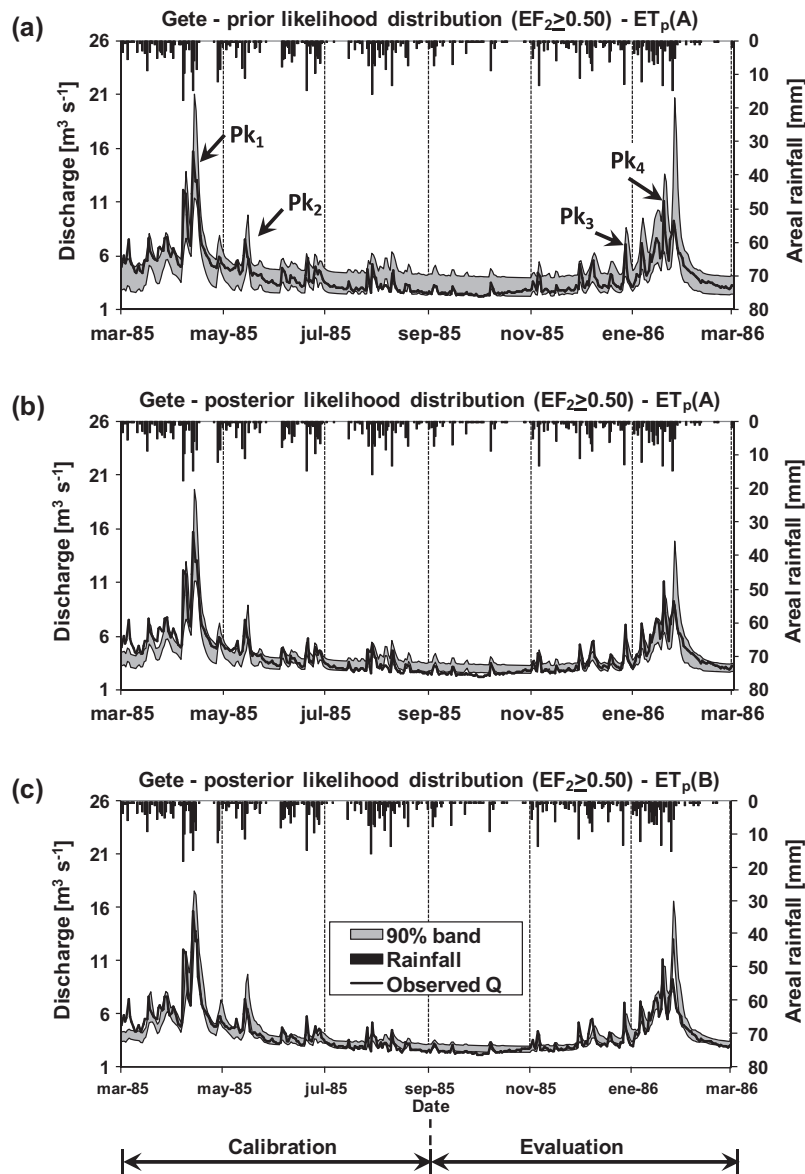 (a)
Gete - prior likelihood distribution (EF₂≥0.50) - ETₚ(A)
Discharge [m³ s⁻¹]
26
21
16
11
6
1
Pk₁
Pk₂
Pk₃
Pk₄
0
10
20
30
40
50
60
70
80
Areal rainfall [mm]
mar-85 may-85 jul-85 sep-85 nov-85 ene-86 mar-86
(b)
Gete - posterior likelihood distribution (EF₂≥0.50) - ETₚ(A)
Discharge [m³ s⁻¹]
26
21
16
11
6
1
0
10
20
30
40
50
60
70
80
Areal rainfall [mm]
mar-85 may-85 jul-85 sep-85 nov-85 ene-86 mar-86
(c)
Gete - posterior likelihood distribution (EF₂≥0.50) - ETₚ(B)
Discharge [m³ s⁻¹]
26
21
16
11
6
1
90% band
Rainfall
Observed Q
0
10
20
30
40
50
60
70
80
Areal rainfall [mm]
mar-85 may-85 jul-85 sep-85 nov-85 ene-86 mar-86
Date
Calibration Evaluation